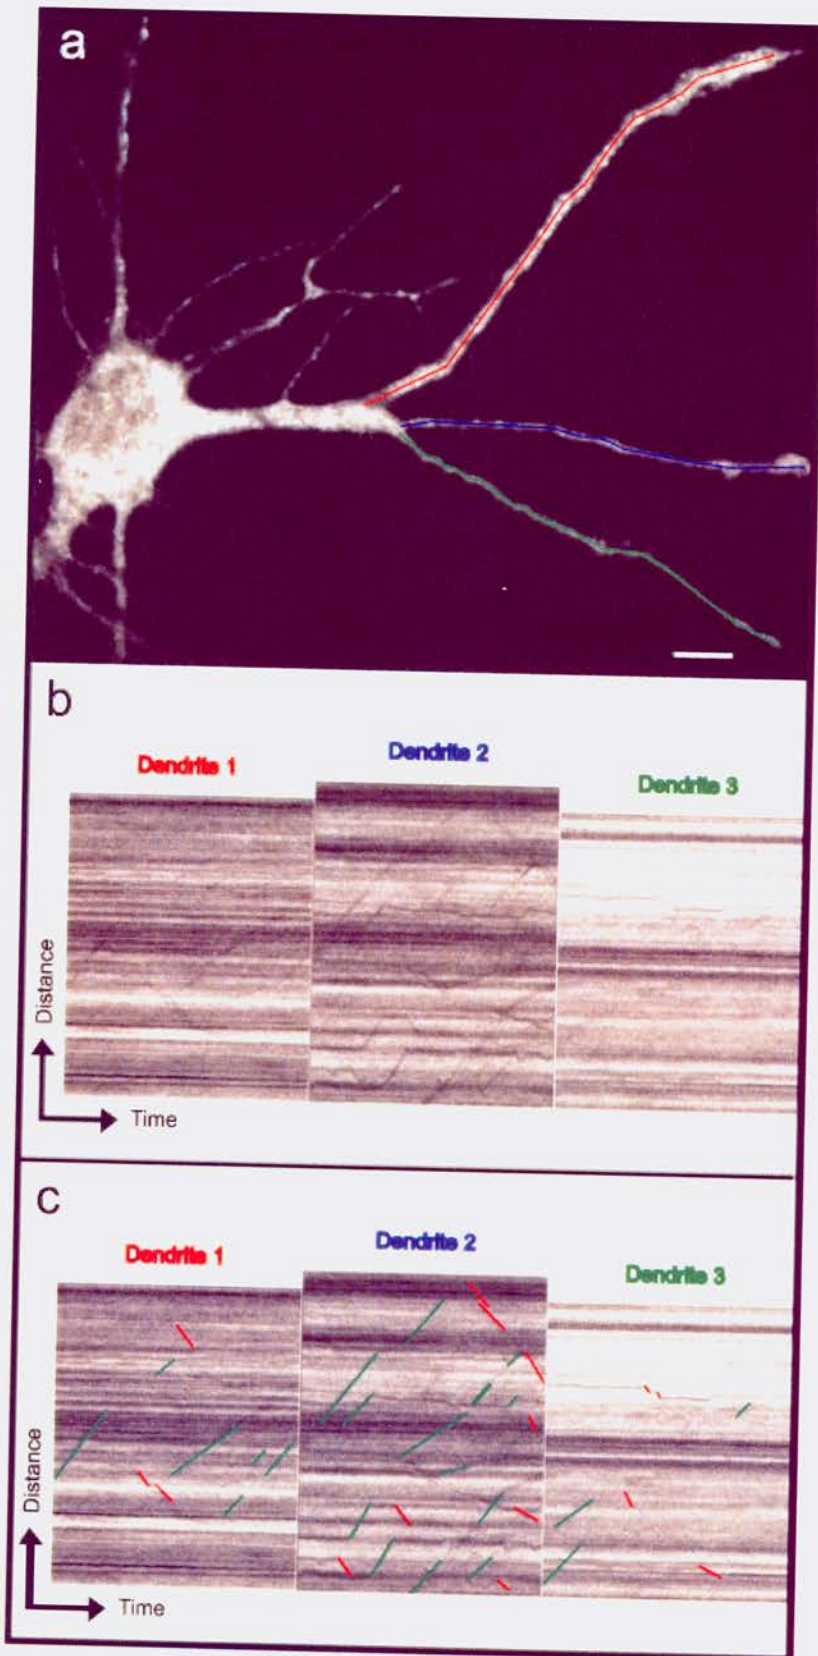 a
b
Dendrite 1
Dendrite 2
Dendrite 3
Distance
Time
c
Dendrite 1
Dendrite 2
Dendrite 3
Distance
Time